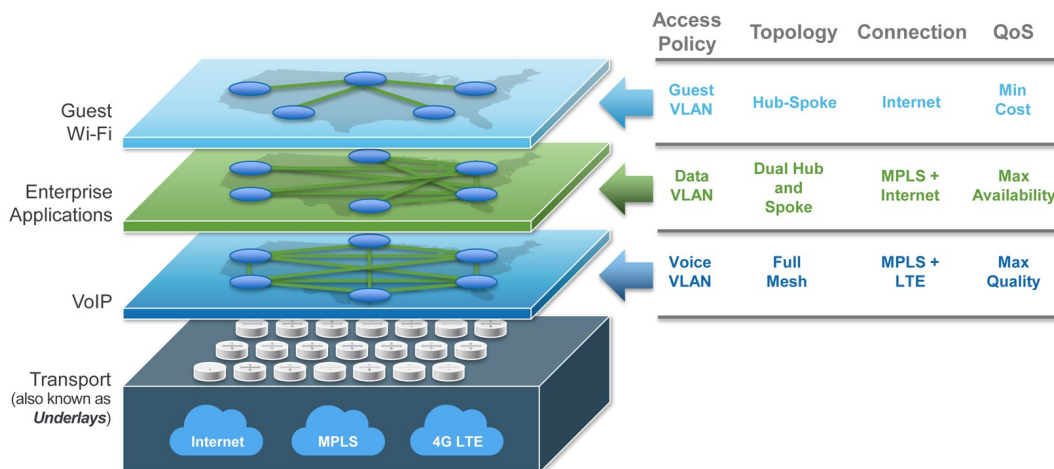 Access Policy
Topology
Connection
QoS
Guest Wi-Fi
Guest VLAN
Hub-Spoke
Internet
Min Cost
Enterprise Applications
Data VLAN
Dual Hub and Spoke
MPLS + Internet
Max Availability
VoIP
Voice VLAN
Full Mesh
MPLS + LTE
Max Quality
Transport
(also known as
Underlays)
Internet
MPLS
4G LTE